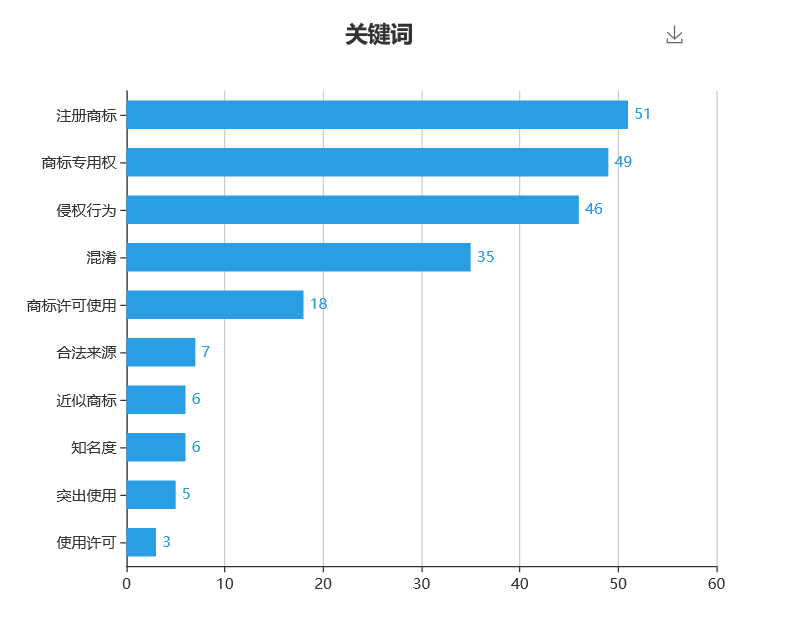 关键词
注册商标 51
商标专用权 49
侵权行为 46
混淆 35
商标许可使用 18
合法来源 7
近似商标 6
知名度 6
突出使用 5
使用许可 3
0 10 20 30 40 50 60